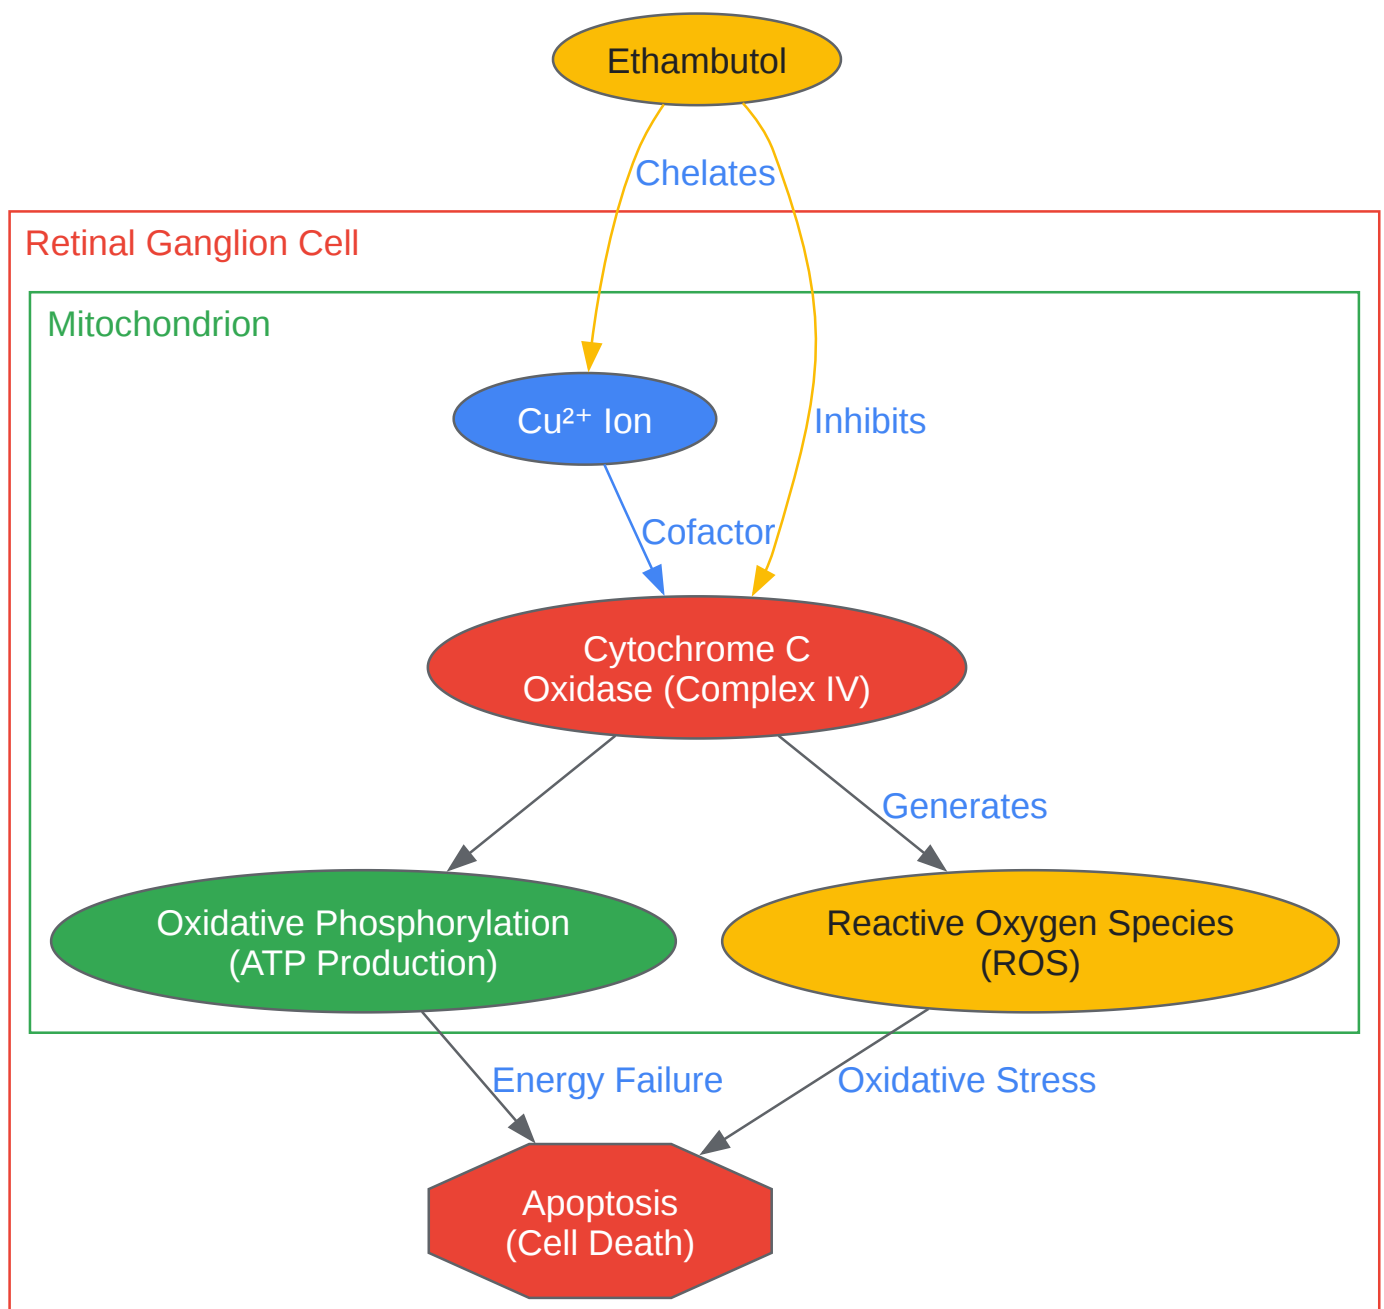 Ethambutol
Chelates
Retinal Ganglion Cell
Mitochondrion
Cu²⁺ Ion
Inhibits
Cofactor
Cytochrome C
Oxidase (Complex IV)
Generates
Oxidative Phosphorylation
(ATP Production)
Reactive Oxygen Species
(ROS)
Energy Failure
Oxidative Stress
Apoptosis
(Cell Death)